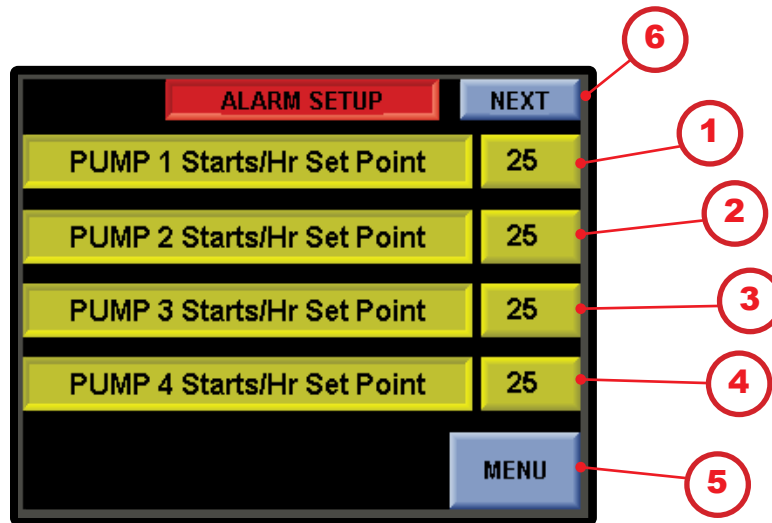 6
ALARM SETUP NEXT
PUMP 1 Starts/Hr Set Point 25 1
PUMP 2 Starts/Hr Set Point 25 2
PUMP 3 Starts/Hr Set Point 25 3
PUMP 4 Starts/Hr Set Point 25 4
MENU 5